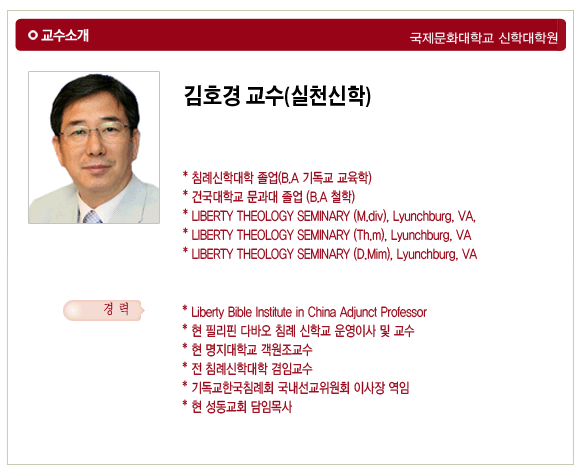 교수소개
국제문화대학교 신학대학원
김호경 교수(실천신학)
* 침례신학대학 졸업(B.A 기독교 교육학)
* 건국대학교 문과대 졸업 (B.A 철학)
* LIBERTY THEOLOGY SEMINARY (M.div), Lyunchburg, VA,
* LIBERTY THEOLOGY SEMINARY (Th.m), Lyunchburg, VA
* LIBERTY THEOLOGY SEMINARY (D.Mim), Lyunchburg, VA
경 력
* Liberty Bible Institute in China Adjunct Professor
* 현 필리핀 다바오 침례 신학교 운영이사 및 교수
* 현 명지대학교 객원조교수
* 전 침례신학대학 겸임교수
* 기독교한국침례회 국내선교위원회 이사장 역임
* 현 성동교회 담임목사